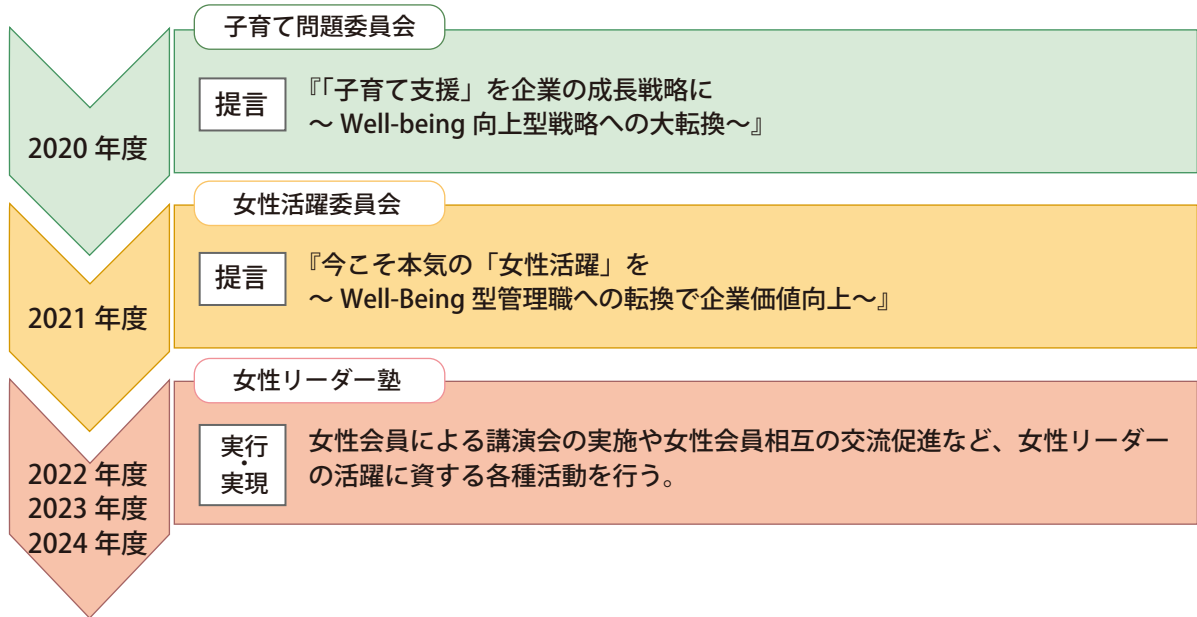 子育て問題委員会
提言
『「子育て支援」を企業の成長戦略に
～ Well-being 向上型戦略への大転換～』
2020 年度
女性活躍委員会
提言
『今こそ本気の「女性活躍」を
～ Well-Being 型管理職への転換で企業価値向上～』
2021 年度
女性リーダー塾
実行
・
実現
女性会員による講演会の実施や女性会員相互の交流促進など、女性リーダー
の活躍に資する各種活動を行う。
2022 年度
2023 年度
2024 年度